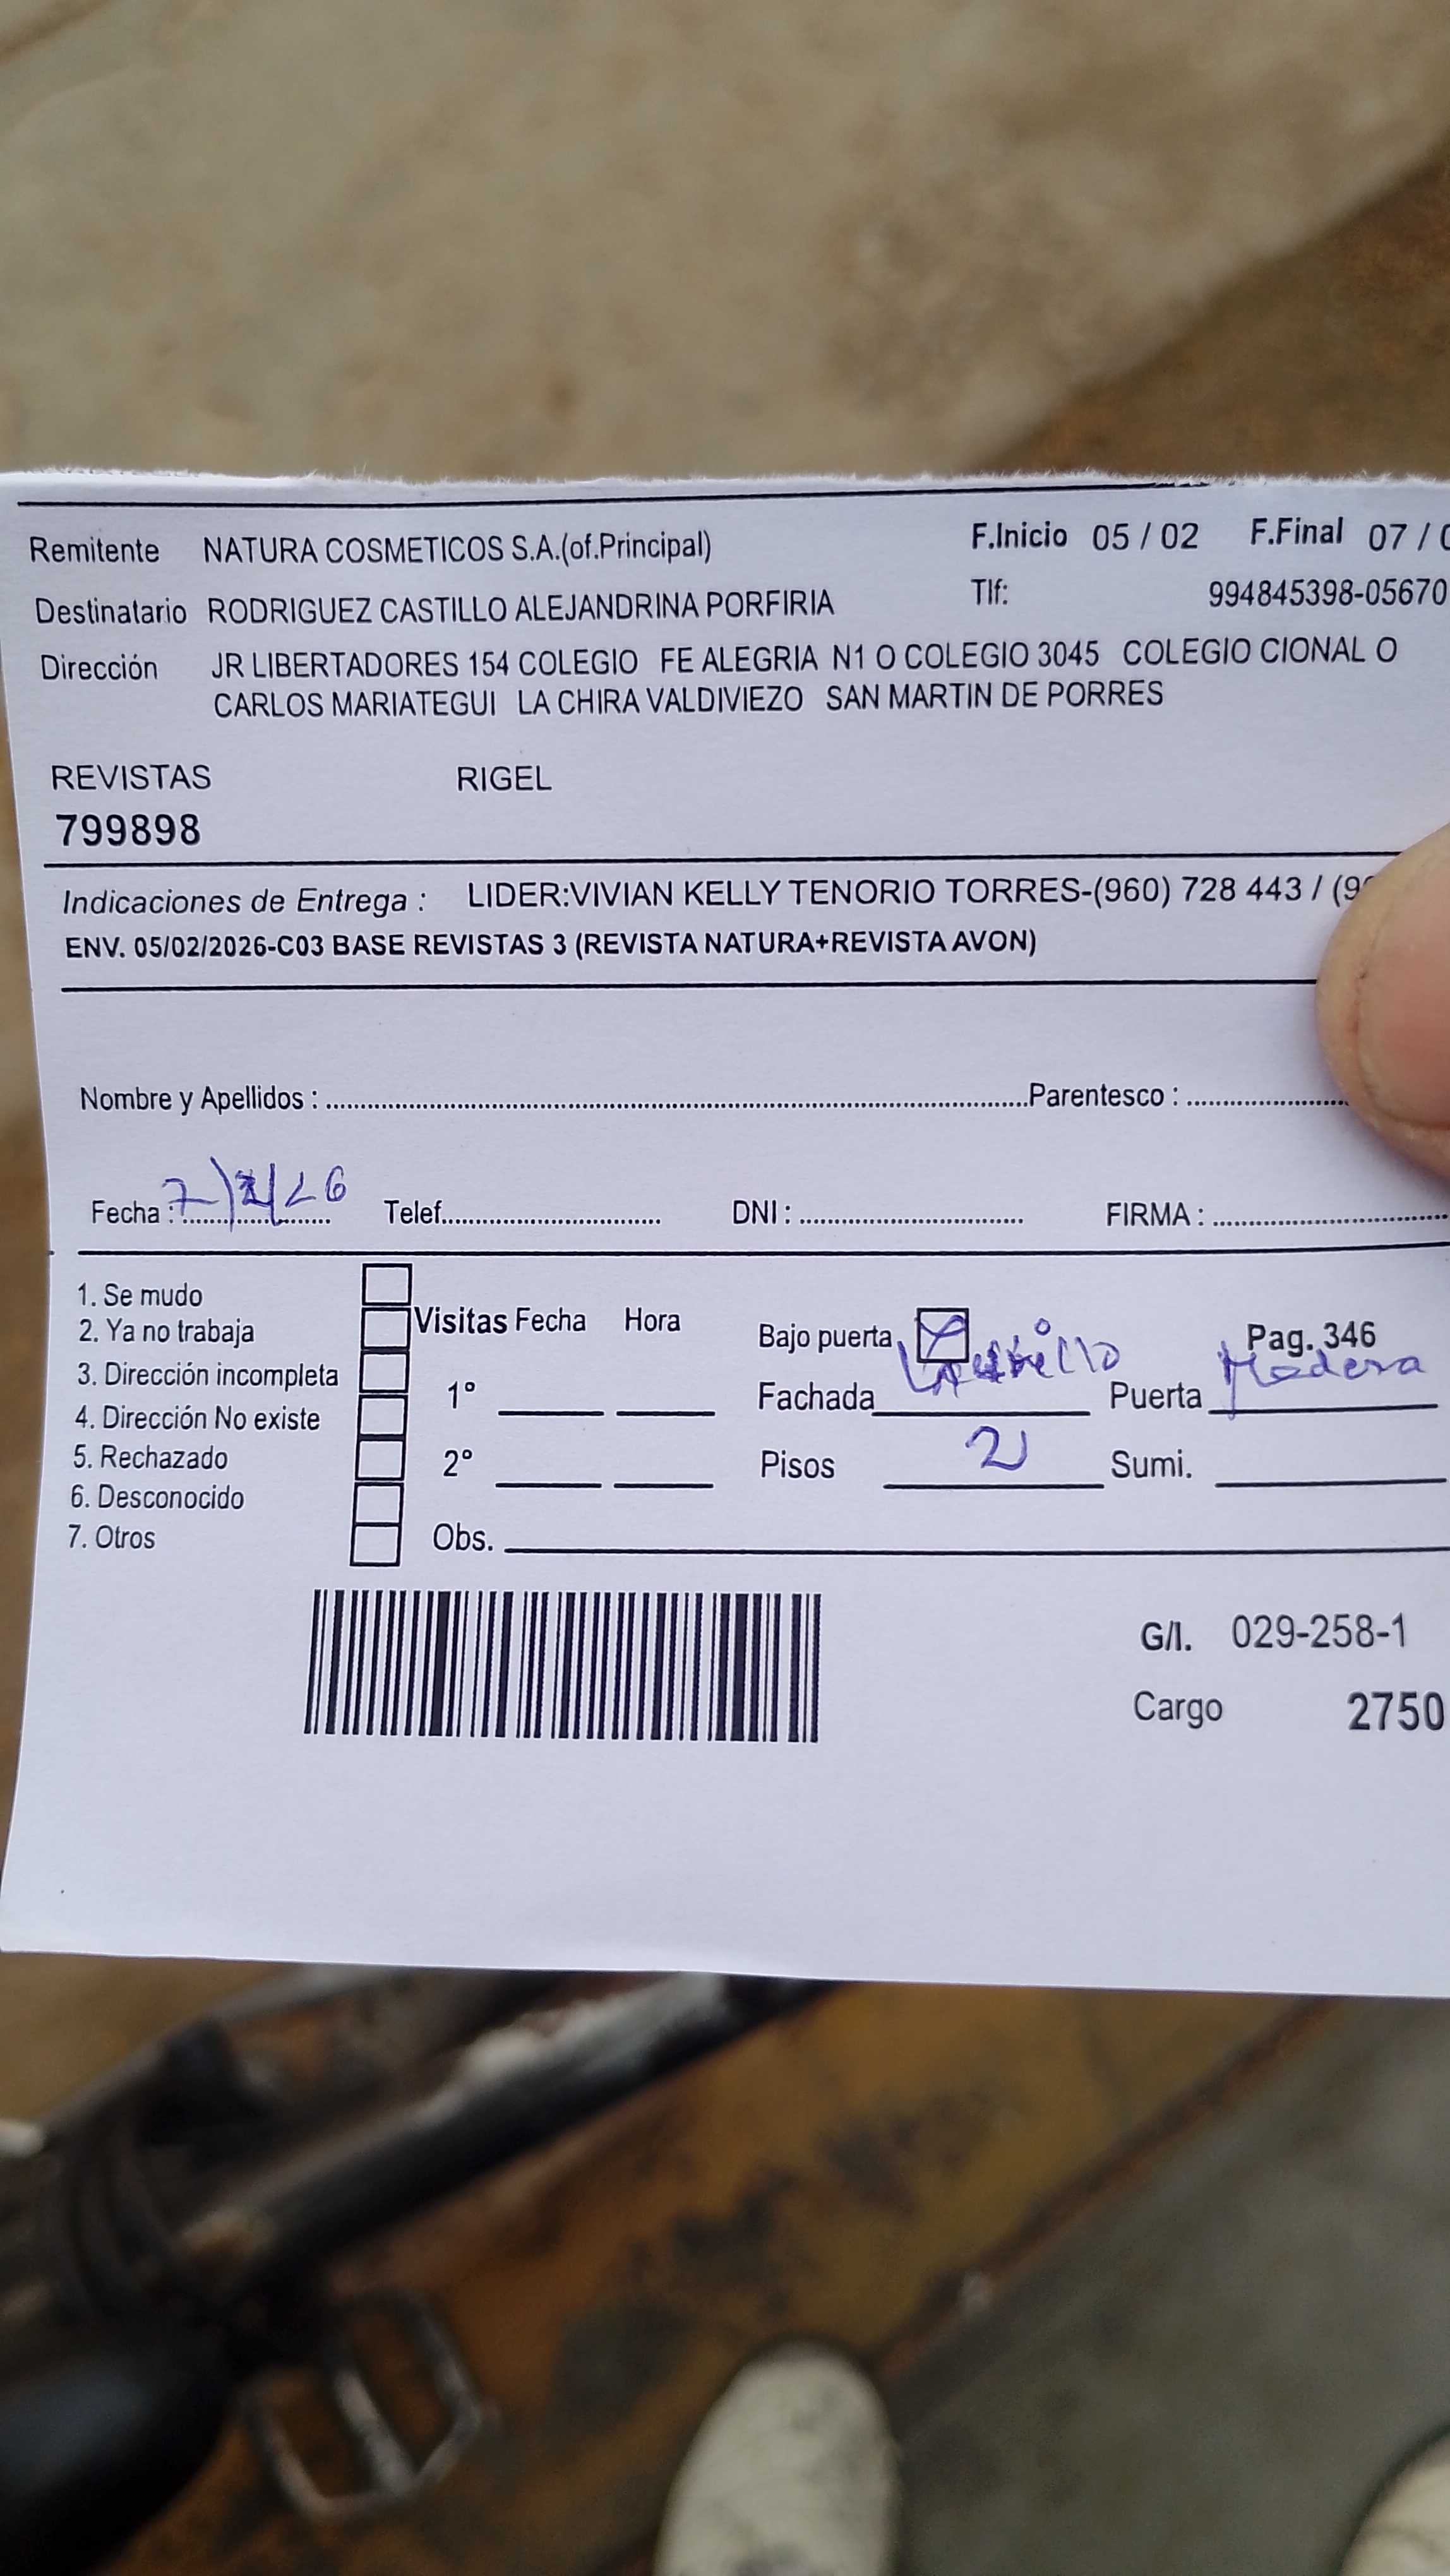 Remitente NATURA COSMETICOS S.A.(of.Principal) F.Inicio 05 / 02 F.Final 07 /
Destinatario RODRIGUEZ CASTILLO ALEJANDRINA PORFIRIA Tlf: 994845398-05670
Dirección JR LIBERTADORES 154 COLEGIO FE ALEGRIA N1 O COLEGIO 3045 COLEGIO CIONAL O
CARLOS MARIATEGUI LA CHIRA VALDIVIEZO SAN MARTIN DE PORRES
REVISTAS RIGEL
799898
Indicaciones de Entrega : LIDER:VIVIAN KELLY TENORIO TORRES-(960) 728 443 /
ENV. 05/02/2026-C03 BASE REVISTAS 3 (REVISTA NATURA+REVISTA AVON)
Nombre y Apellidos : Parentesco :
Fecha : Telef. DNI : FIRMA :
1. Se mudo
2. Ya no trabaja
3. Dirección incompleta
4. Dirección No existe
5. Rechazado
6. Desconocido
7. Otros
Visitas Fecha Hora
1°
2°
Obs.
Bajo puerta Pag. 346
Fachada Puerta Madera
Pisos 2 Sumi.
G/I. 029-258-1
Cargo 2750